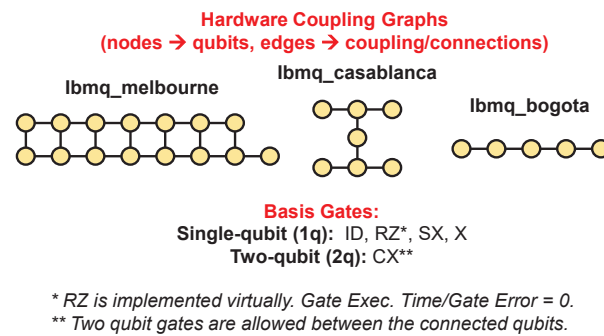 Hardware Coupling Graphs
(nodes → qubits, edges → coupling/connections)
Ibmq_melbourne
Ibmq_casablanca
Ibmq_bogota
Basis Gates:
Single-qubit (1q): ID, RZ*, SX, X
Two-qubit (2q): CX**
* RZ is implemented virtually. Gate Exec. Time/Gate Error = 0.
** Two qubit gates are allowed between the connected qubits.